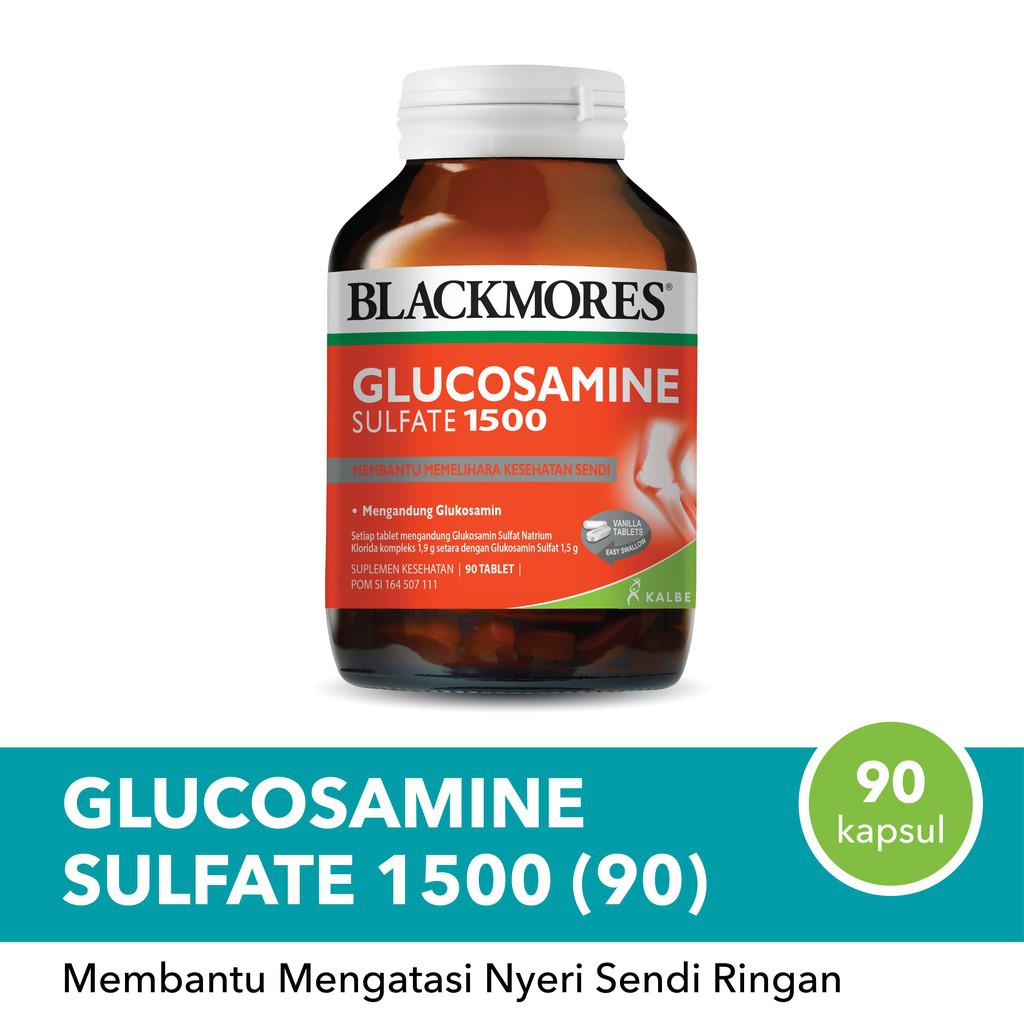 BLACKMORES®
GLUCOSAMINE
SULFATE 1500
MEMBANTU MEMELIHARA KESEHATAN SENDI
• Mengandung Glukosamin
Setiap tablet mengandung Glukosamin Sulfat Natrium
Klorida kompleks 1,9 g setara dengan Glukosamin Sulfat 1,5 g
VANILLA
TABLETS
EASY SWALLOW
SUPLEMEN KESEHATAN | 90 TABLET |
POM SI 164 507 111
KALBE
GLUCOSAMINE
SULFATE 1500 (90)
90
kapsul
Membantu Mengatasi Nyeri Sendi Ringan